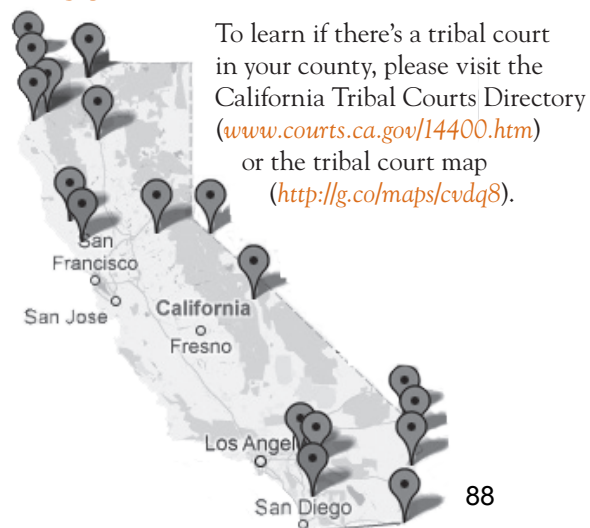 To learn if there's a tribal court
in your county, please visit the
California Tribal Courts Directory
(www.courts.ca.gov/14400.htm)
or the tribal court map
(http://g.co/maps/cvdq8).
San
Francisco
San Jose
California
Fresno
Los Angel
San Diego
88